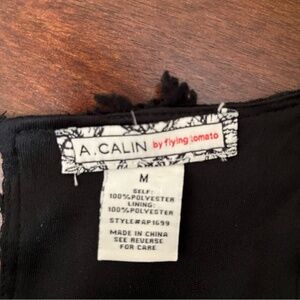 A.CALIN by flying tomato
M
SELF:
100%POLYESTER
LINING:
100%POLYESTER
STYLE#AP1699
MADE IN CHINA
SEE REVERSE
FOR CARE